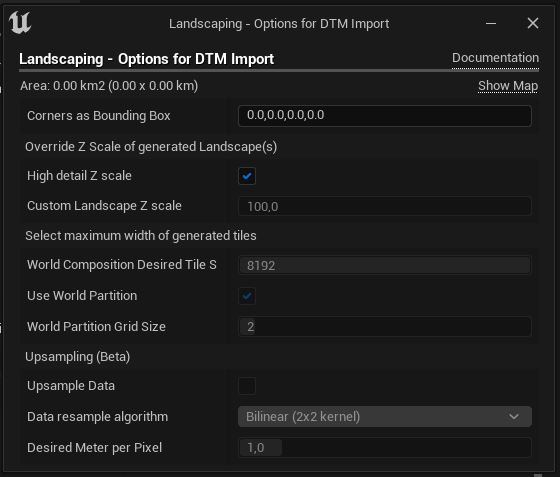 Landscaping - Options for DTM Import
Landscaping - Options for DTM Import Documentation
Area: 0.00 km2 (0.00 x 0.00 km) Show Map
Corners as Bounding Box 0.0,0.0,0.0,0.0
Override Z Scale of generated Landscape(s)
High detail Z scale
Custom Landscape Z scale 100,0
Select maximum width of generated tiles
World Composition Desired Tile S 8192
Use World Partition
World Partition Grid Size 2
Upsampling (Beta)
Upsample Data
Data resample algorithm Bilinear (2x2 kernel)
Desired Meter per Pixel 1,0